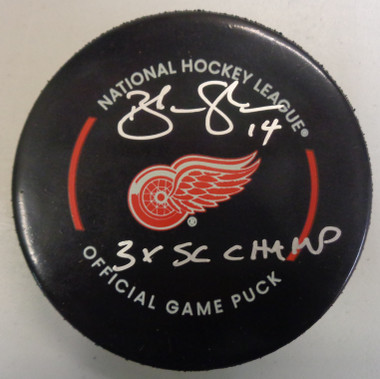 NATIONAL HOCKEY LEAGUE®
14
®
3x SC CHAMP
OFFICIAL GAME PUCK